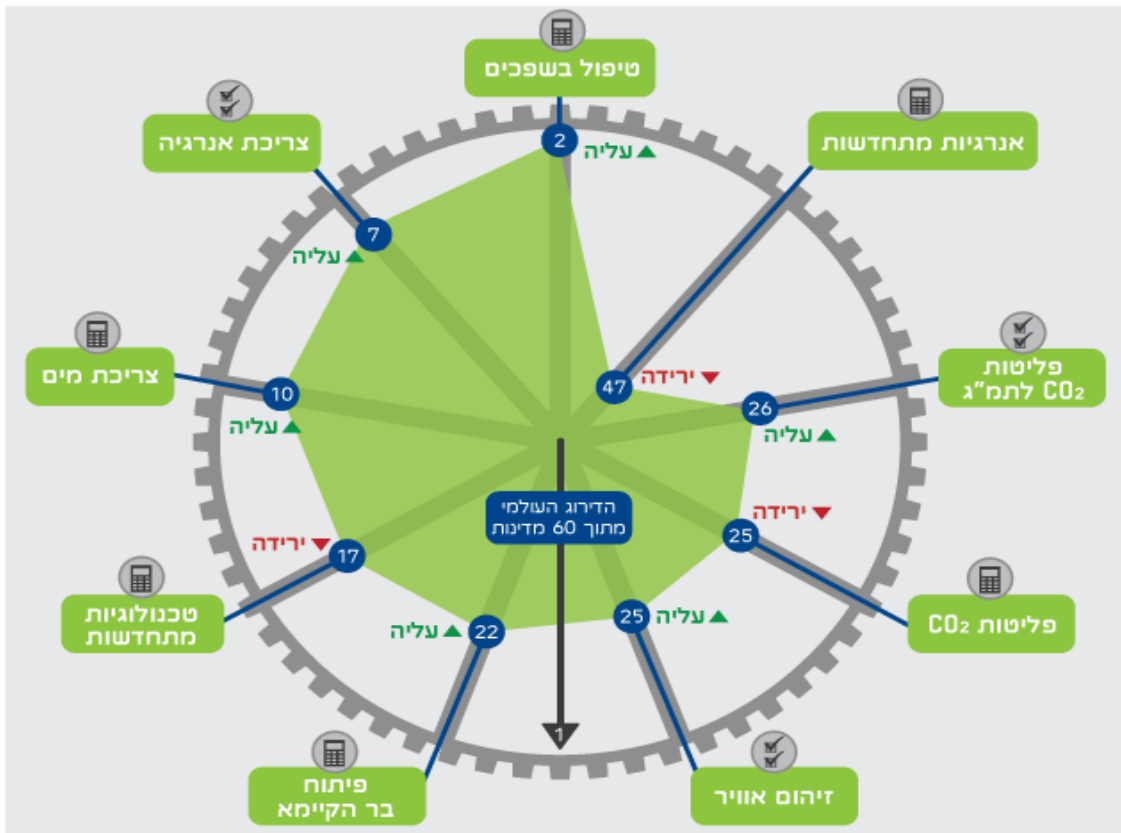 טיפול בשפכים
2
▲ עליה
אנרגיות מתחדשות
47
▼ ירידה
פליטות
CO₂ לתמ"ג
26
▲ עליה
פליטות CO₂
25
▼ ירידה
זיהום אוויר
25
▲ עליה
פיתוח
בר הקיימא
22
▲ עליה
טכנולוגיות
מתחדשות
17
▼ ירידה
צריכת מים
10
▲ עליה
צריכת אנרגיה
7
▲ עליה
הדירוג העולמי
מתוך 60 מדינות
1